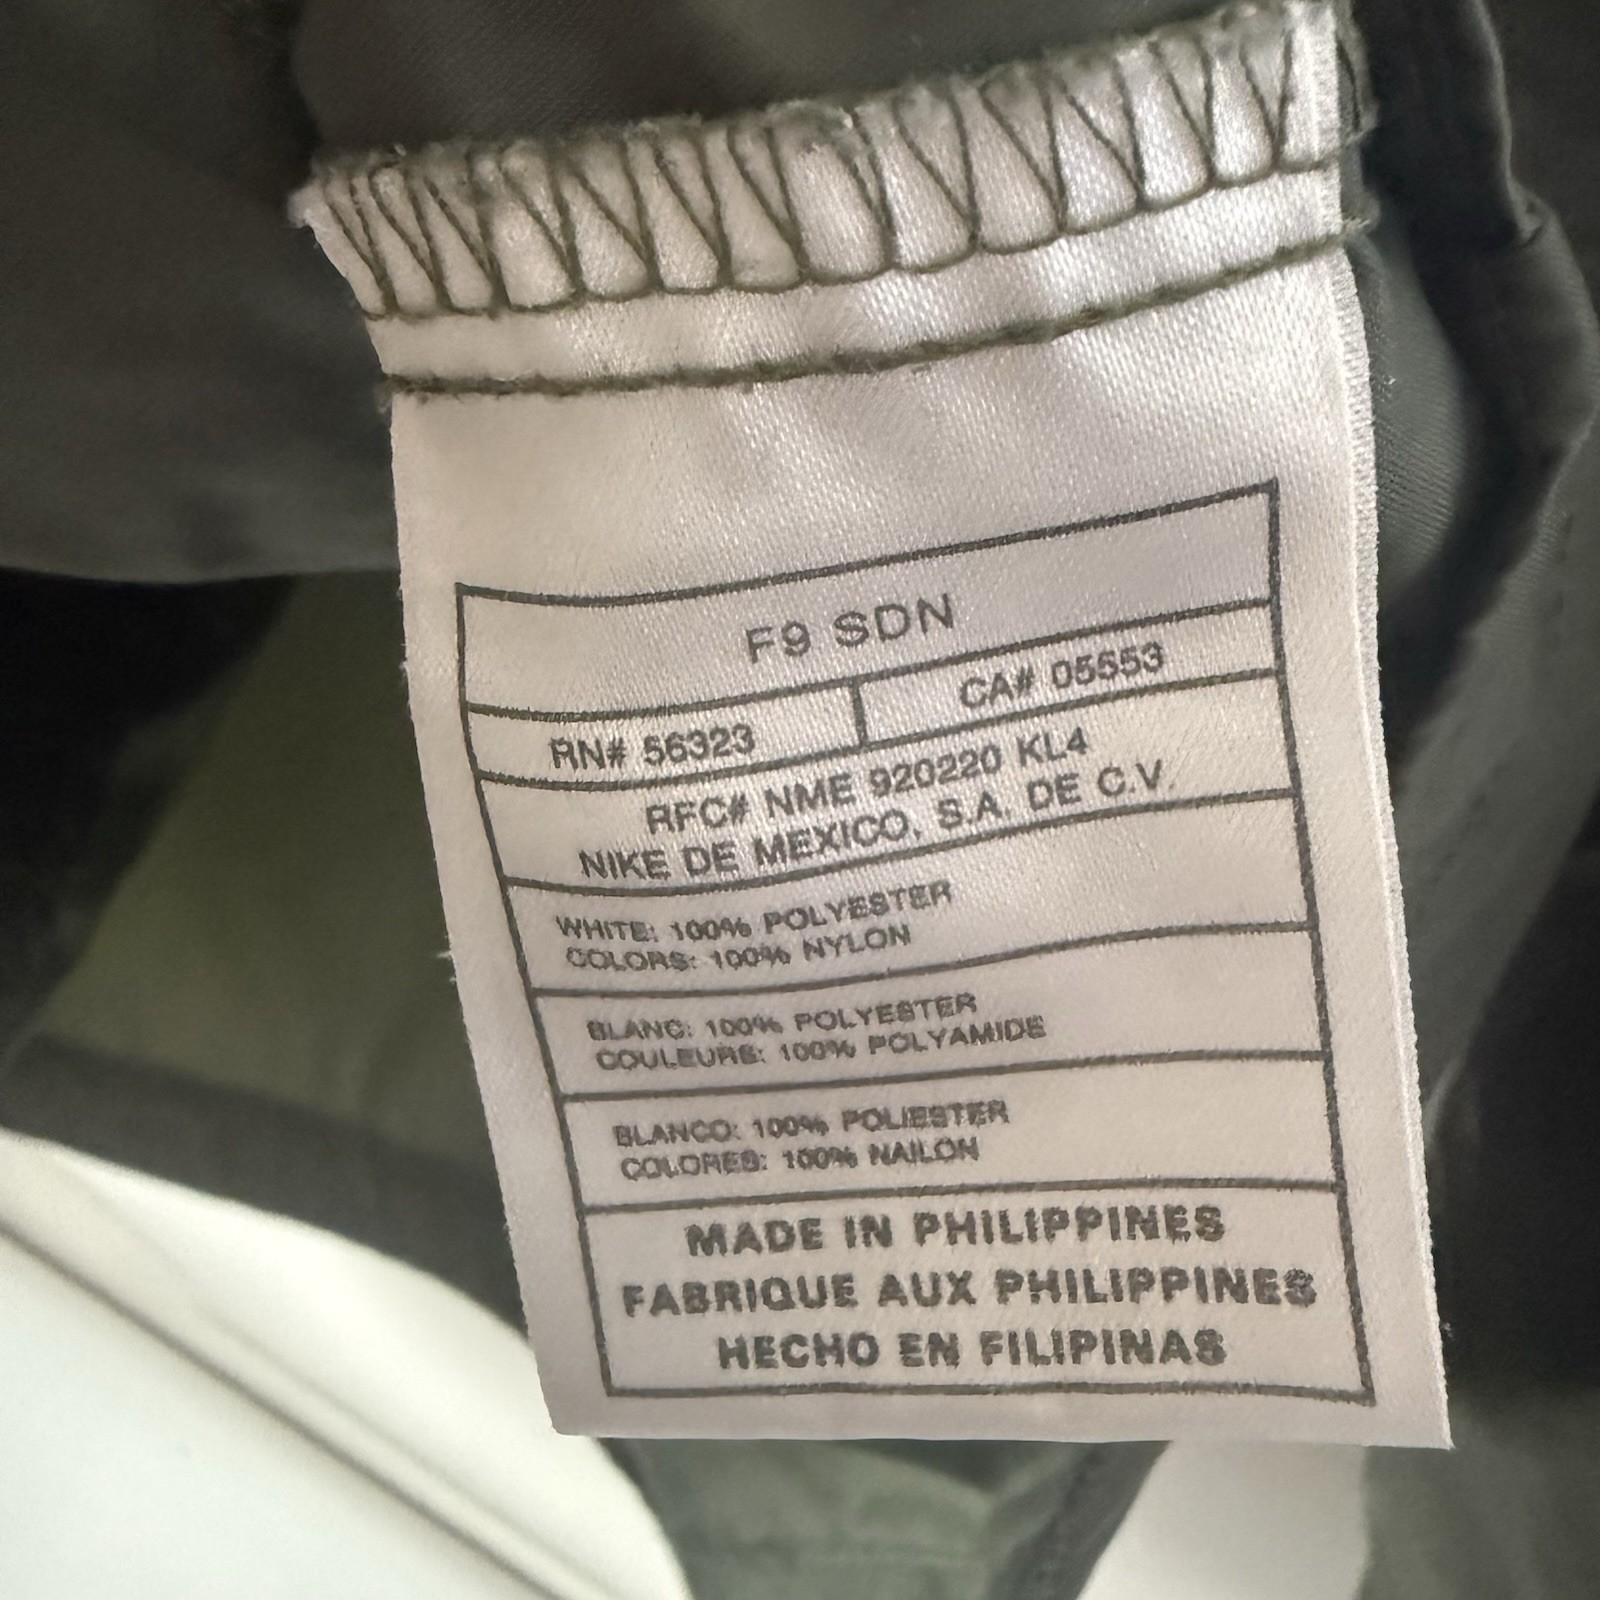 F9 SDN
RN# 56323
CA# 05553
RFC# NME 920220 KL4
NIKE DE MEXICO, S.A. DE C.V.
WHITE: 100% POLYESTER
COLORS: 100% NYLON
BLANC: 100% POLYESTER
COULEURS: 100% POLYAMIDE
BLANCO: 100% POLIESTER
COLORES: 100% NAILON
MADE IN PHILIPPINES
FABRIQUE AUX PHILIPPINES
HECHO EN FILIPINAS